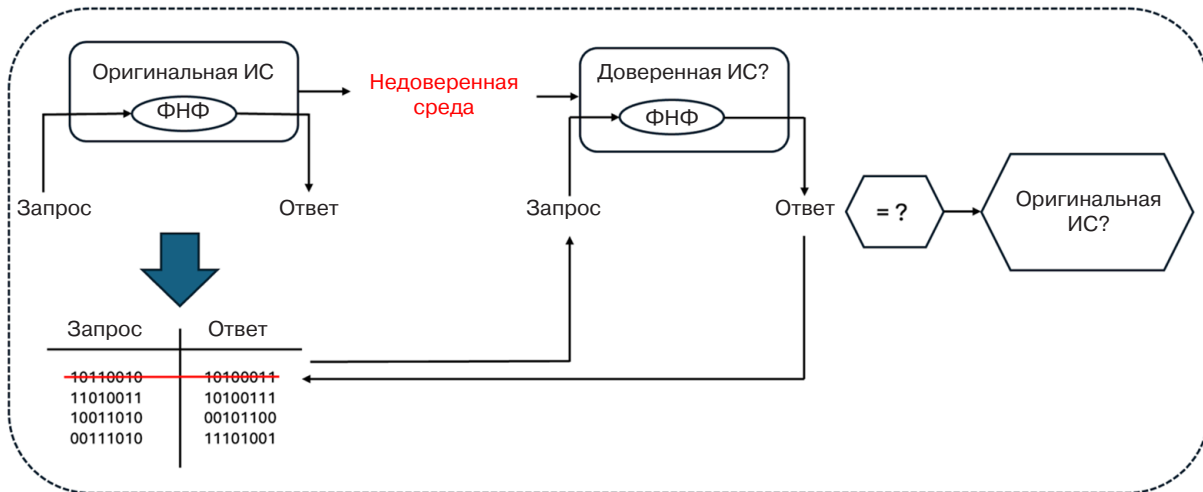 Оригинальная ИС
ФНФ
Запрос
Ответ
Недоверенная
среда
Доверенная ИС?
ФНФ
Запрос
Ответ
= ?
Оригинальная
ИС?
Запрос Ответ
10110010 10100011
11010011 10100111
10011010 00101100
00111010 11101001